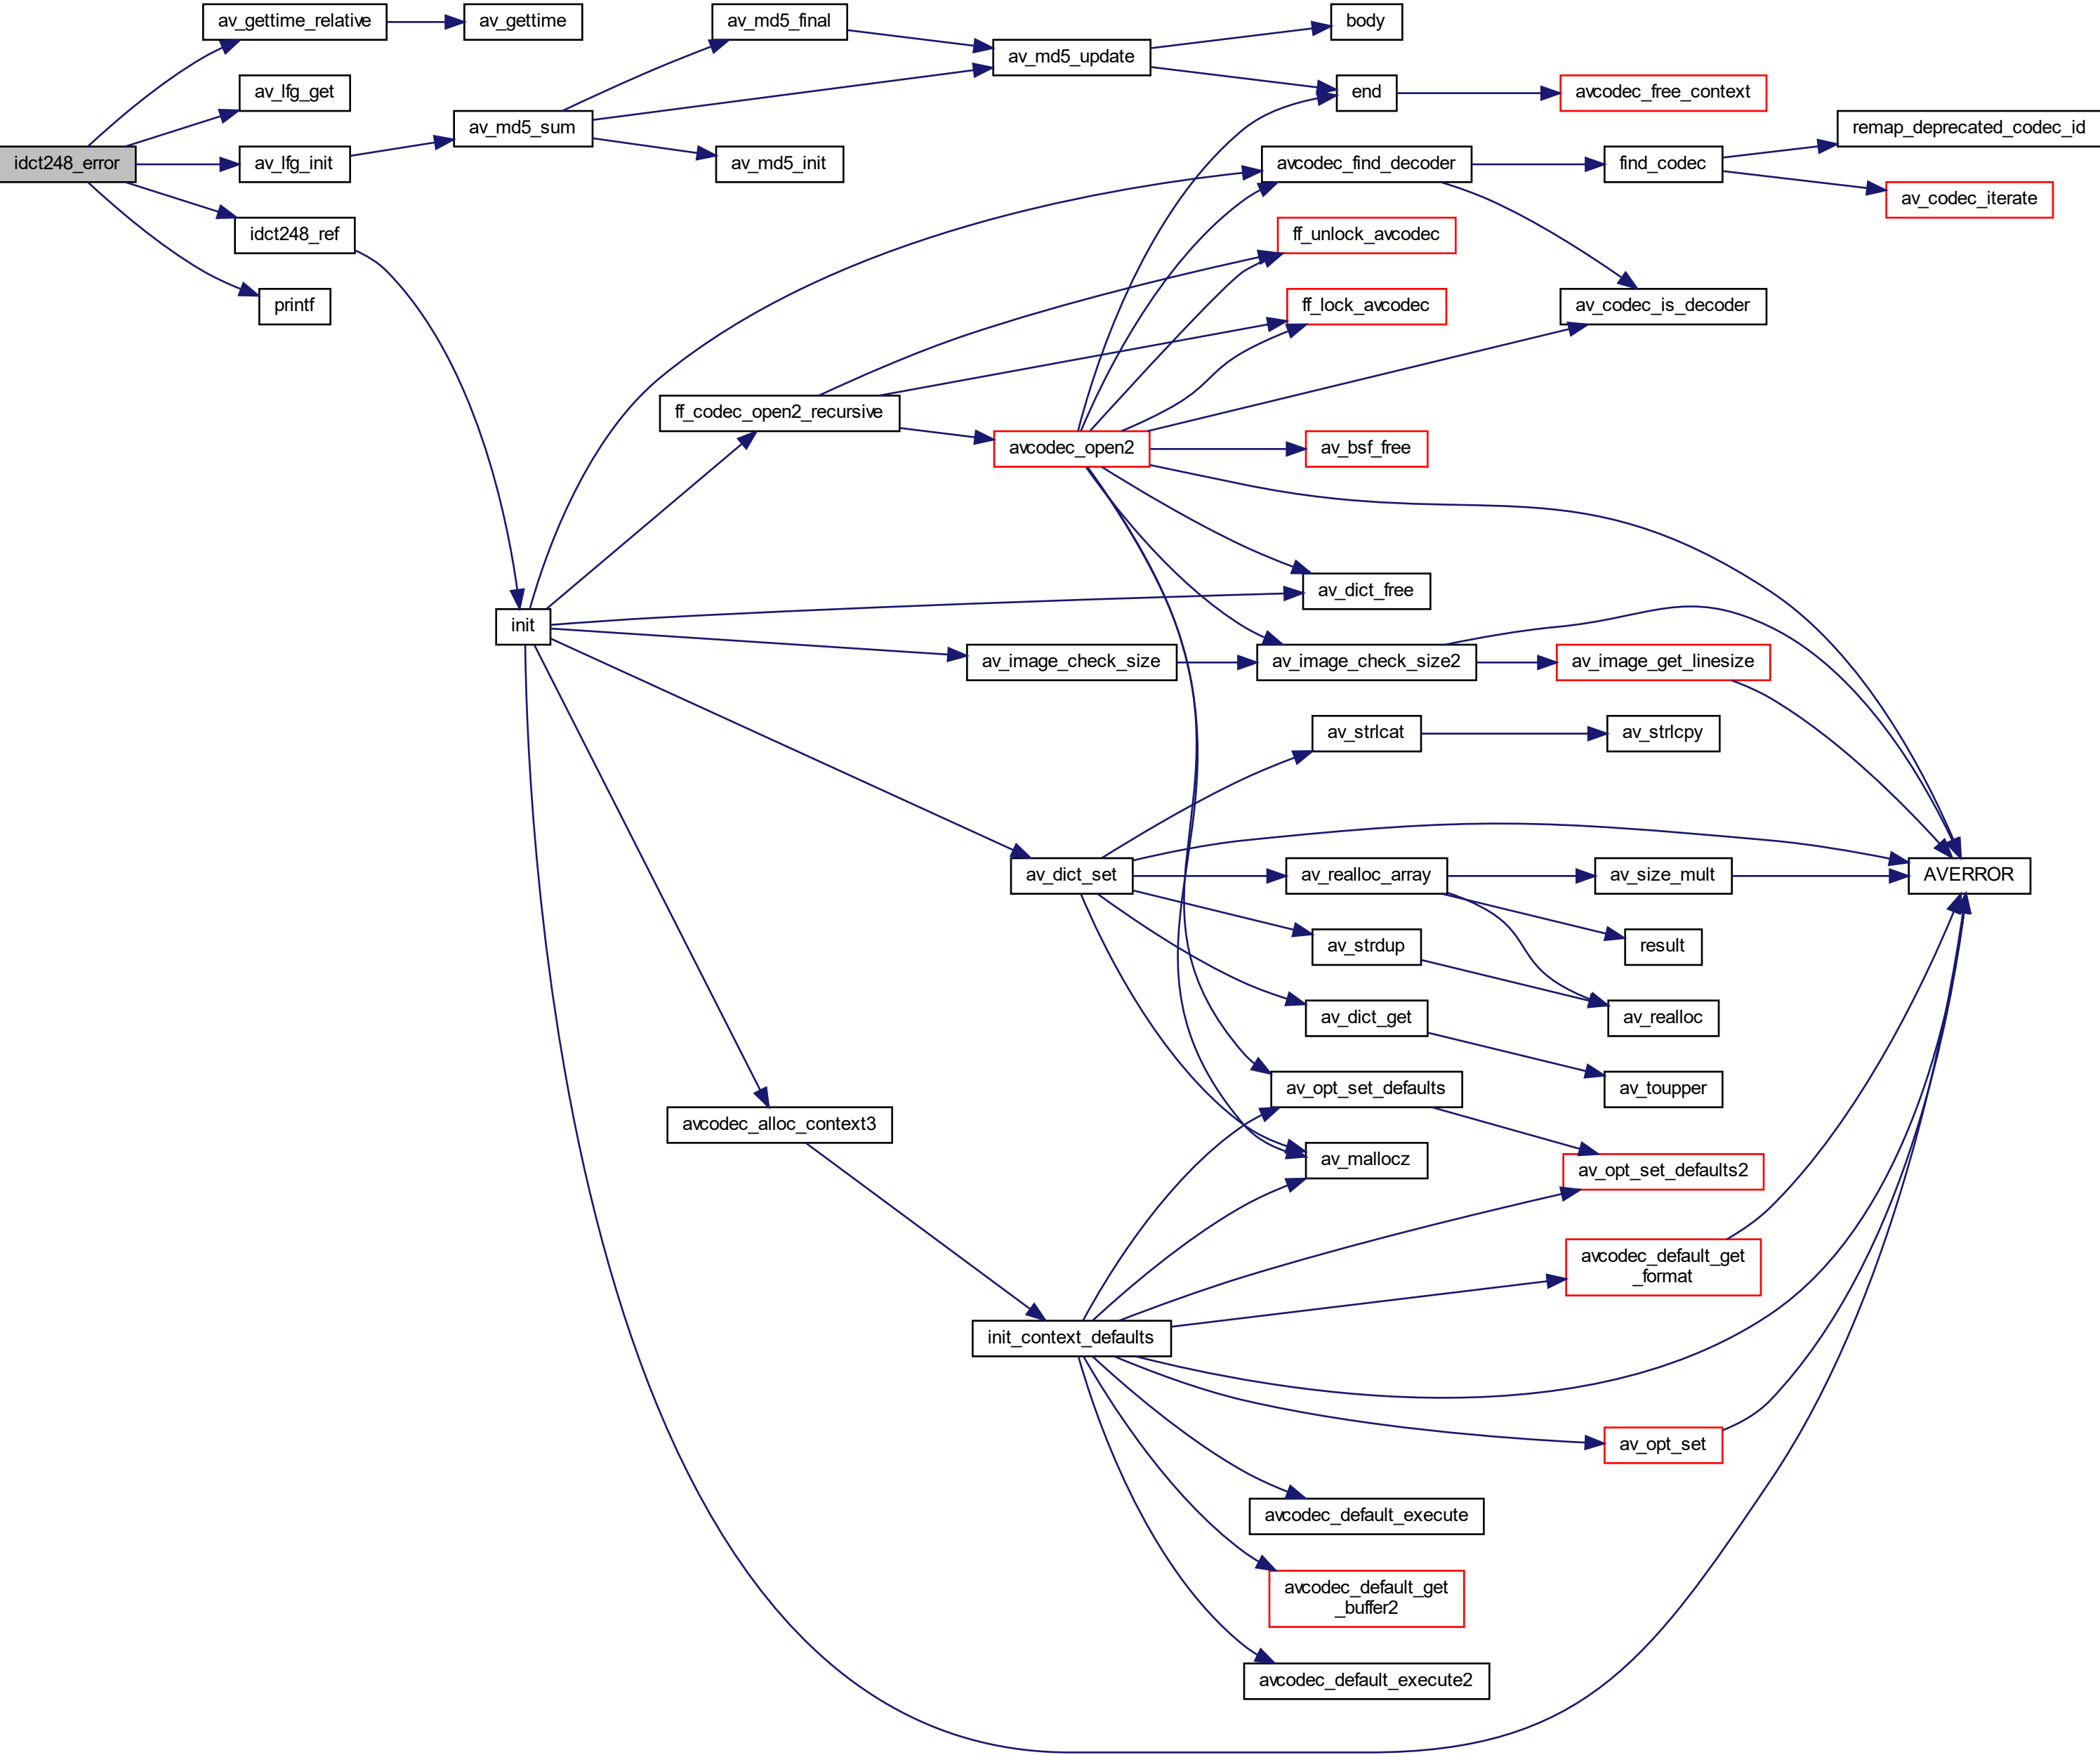 av_gettime_relative
av_gettime
av_md5_final
body
av_md5_update
av_lfg_get
end
avcodec_free_context
av_md5_sum
remap_deprecated_codec_id
idct248_error
av_lfg_init
av_md5_init
avcodec_find_decoder
find_codec
av_codec_iterate
idct248_ref
ff_unlock_avcodec
printf
ff_lock_avcodec
av_codec_is_decoder
ff_codec_open2_recursive
avcodec_open2
av_bsf_free
av_dict_free
init
av_image_check_size
av_image_check_size2
av_image_get_linesize
av_strlcat
av_strlcpy
av_dict_set
av_realloc_array
av_size_mult
AVERROR
av_strdup
result
av_dict_get
av_realloc
av_opt_set_defaults
av_toupper
avcodec_alloc_context3
av_mallocz
av_opt_set_defaults2
avcodec_default_get
_format
init_context_defaults
av_opt_set
avcodec_default_execute
avcodec_default_get
_buffer2
avcodec_default_execute2